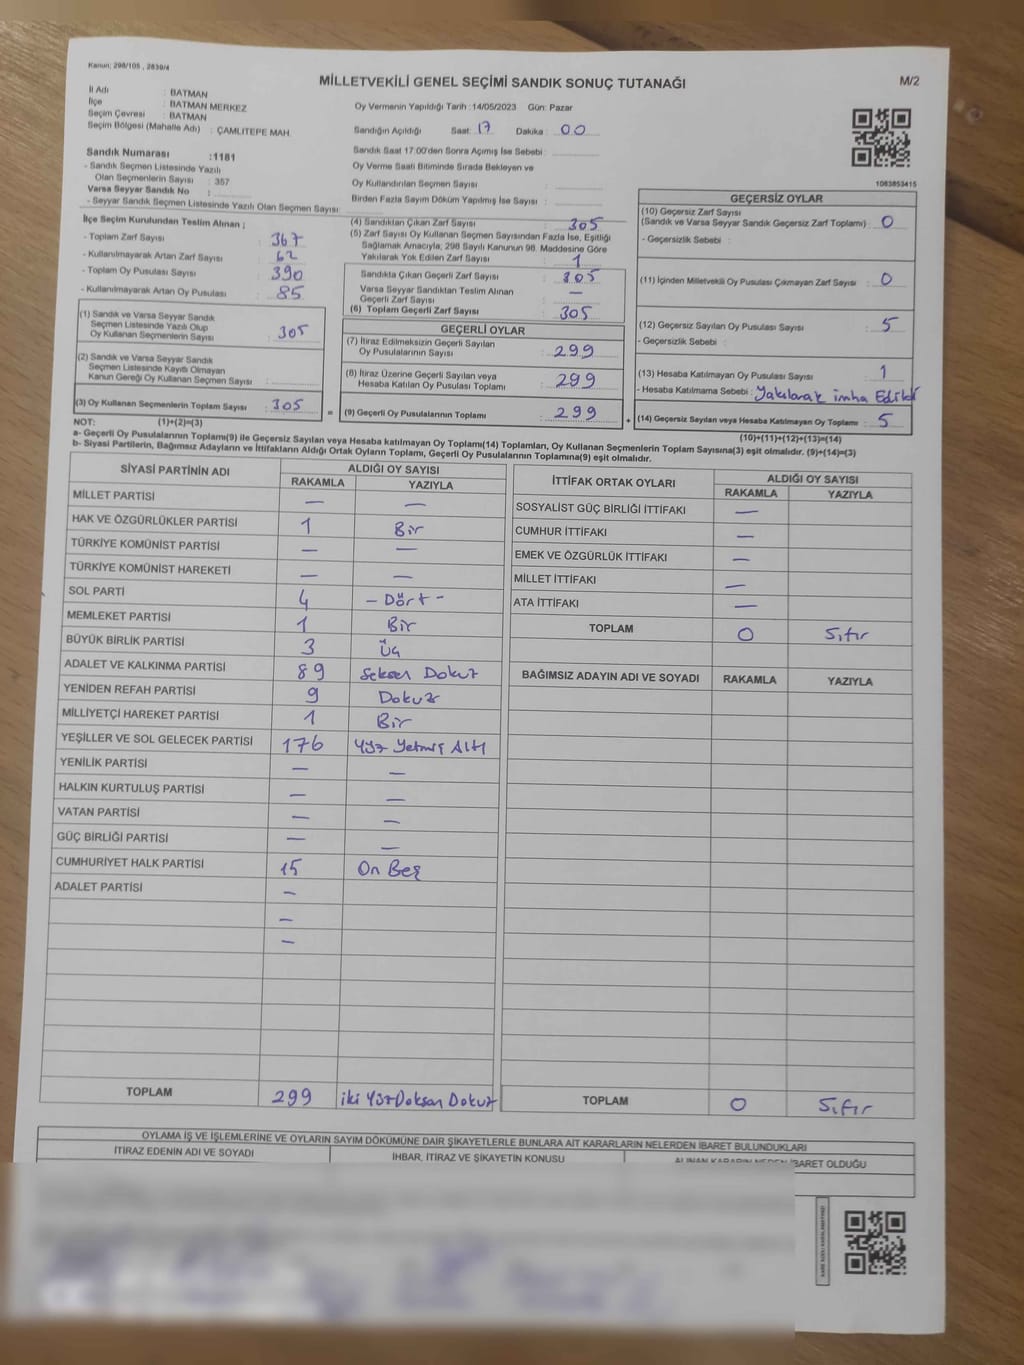 Kanun: 298/105 , 2839/4
MİLLETVEKİLİ GENEL SEÇİMİ SANDIK SONUÇ TUTANAĞI
M/2
İl Adı : BATMAN
İlçe : BATMAN MERKEZ
Seçim Çevresi : BATMAN
Seçim Bölgesi (Mahalle Adı) : ÇAMLITEPE MAH.
Sandık Numarası :1181
- Sandık Seçmen Listesinde Yazılı
Olan Seçmenlerin Sayısı : 357
Varsa Seyyar Sandık No :
- Seyyar Sandık Seçmen Listesinde Yazılı Olan Seçmen Sayısı:
Oy Vermenin Yapıldığı Tarih :14/05/2023 Gün: Pazar
Sandığın Açıldığı Saat: 17 Dakika : 00
Sandık Saat 17:00'den Sonra Açımış İse Sebebi :
Oy Verme Saati Bitiminde Sırada Bekleyen ve
Oy Kullandırılan Seçmen Sayısı :
Birden Fazla Sayım Döküm Yapılmış İse Sayısı :
1083853415
İlçe Seçim Kurulundan Teslim Alınan ;
- Toplam Zarf Sayısı : 367
- Kullanılmayarak Artan Zarf Sayısı : 62
- Toplam Oy Pusulası Sayısı : 390
- Kullanılmayarak Artan Oy Pusulası : 85
(1) Sandık ve Varsa Seyyar Sandık
Seçmen Listesinde Yazılı Olup
Oy Kullanan Seçmenlerin Sayısı : 305
(2) Sandık ve Varsa Seyyar Sandık
Seçmen Listesinde Kayıtlı Olmayan
Kanun Gereği Oy Kullanan Seçmen Sayısı :
(3) Oy Kullanan Seçmenlerin Toplam Sayısı : 305
(1)+(2)=(3)
(4) Sandıktan Çıkan Zarf Sayısı : 305
(5) Zarf Sayısı Oy Kullanan Seçmen Sayısından Fazla İse, Eşitliği
Sağlamak Amacıyla, 298 Sayılı Kanunun 98. Maddesine Göre
Yakılarak Yok Edilen Zarf Sayısı : 1
Sandıkta Çıkan Geçerli Zarf Sayısı : 305
Varsa Seyyar Sandıktan Teslim Alınan
Geçerli Zarf Sayısı : —
(6) Toplam Geçerli Zarf Sayısı : 305
GEÇERLİ OYLAR
(7) İtiraz Edilmeksizin Geçerli Sayılan
Oy Pusulalarının Sayısı : 299
(8) İtiraz Üzerine Geçerli Sayılan veya
Hesaba Katılan Oy Pusulası Toplamı : 299
= (9) Geçerli Oy Pusulalarının Toplamı : 299 +
GEÇERSİZ OYLAR
(10) Geçersiz Zarf Sayısı
(Sandık ve Varsa Seyyar Sandık Geçersiz Zarf Toplamı) : 0
- Geçersizlik Sebebi :
(11) İçinden Milletvekili Oy Pusulası Çıkmayan Zarf Sayısı : 0
(12) Geçersiz Sayılan Oy Pusulası Sayısı : 5
- Geçersizlik Sebebi :
(13) Hesaba Katılmayan Oy Pusulası Sayısı : 1
- Hesaba Katılmama Sebebi : Yakılarak imha Edildi
(14) Geçersiz Sayılan veya Hesaba Katılmayan Oy Toplamı : 5
(10)+(11)+(12)+(13)=(14)
NOT:
a- Geçerli Oy Pusulalarının Toplamı(9) ile Geçersiz Sayılan veya Hesaba katılmayan Oy Toplamı(14) Toplamları, Oy Kullanan Seçmenlerin Toplam Sayısına(3) eşit olmalıdır. (9)+(14)=(3)
b- Siyasi Partilerin, Bağımsız Adayların ve İttifakların Aldığı Ortak Oyların Toplamı, Geçerli Oy Pusulalarının Toplamına(9) eşit olmalıdır.
SİYASİ PARTİNİN ADI ALDIĞI OY SAYISI
RAKAMLA YAZIYLA
MİLLET PARTİSİ — —
HAK VE ÖZGÜRLÜKLER PARTİSİ 1 Bir
TÜRKİYE KOMÜNİST PARTİSİ — —
TÜRKİYE KOMÜNİST HAREKETİ — —
SOL PARTİ 4 - Dört -
MEMLEKET PARTİSİ 1 Bir
BÜYÜK BİRLİK PARTİSİ 3 Üç
ADALET VE KALKINMA PARTİSİ 89 Seksen Dokuz
YENİDEN REFAH PARTİSİ 9 Dokuz
MİLLİYETÇİ HAREKET PARTİSİ 1 Bir
YEŞİLLER VE SOL GELECEK PARTİSİ 176 Yüz Yetmiş Altı
YENİLİK PARTİSİ — —
HALKIN KURTULUŞ PARTİSİ — —
VATAN PARTİSİ — —
GÜÇ BİRLİĞİ PARTİSİ — —
CUMHURİYET HALK PARTİSİ 15 On Beş
ADALET PARTİSİ —
—
—
TOPLAM 299 iki Yüz Doksan Dokuz
İTTİFAK ORTAK OYLARI ALDIĞI OY SAYISI
RAKAMLA YAZIYLA
SOSYALİST GÜÇ BİRLİĞİ İTTİFAKI —
CUMHUR İTTİFAKI —
EMEK VE ÖZGÜRLÜK İTTİFAKI —
MİLLET İTTİFAKI —
ATA İTTİFAKI —
TOPLAM 0 Sıfır
BAĞIMSIZ ADAYIN ADI VE SOYADI RAKAMLA YAZIYLA
TOPLAM 0 Sıfır
OYLAMA İŞ VE İŞLEMLERİNE VE OYLARIN SAYIM DÖKÜMÜNE DAİR ŞİKAYETLERLE BUNLARA AİT KARARLARIN NELERDEN İBARET BULUNDUKLARI
İTİRAZ EDENİN ADI VE SOYADI İHBAR, İTİRAZ VE ŞİKAYETİN KONUSU ALINAN KARARIN NEDEN İBARET OLDUĞU